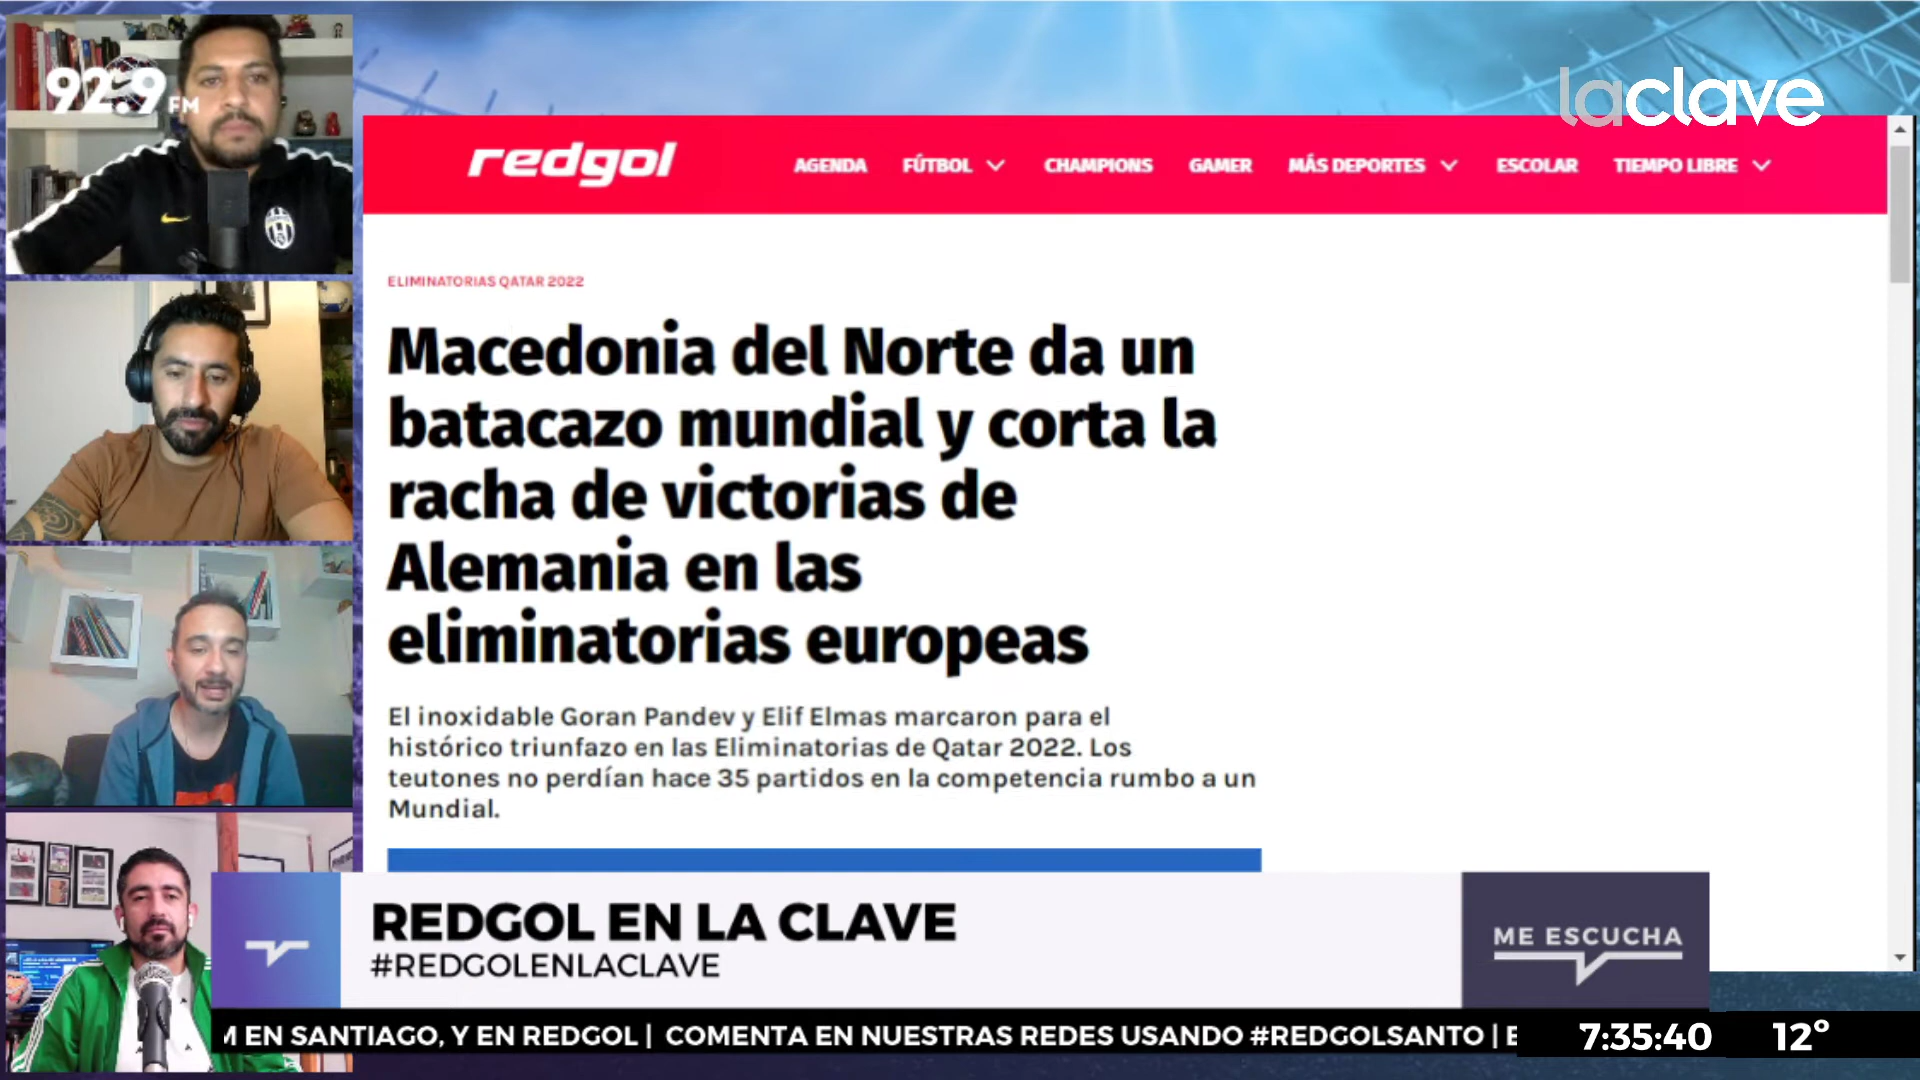 92.9 FM
laclave
redgol
AGENDA FÚTBOL CHAMPIONS GAMER MÁS DEPORTES ESCOLAR TIEMPO LIBRE
ELIMINATORIAS QATAR 2022
Macedonia del Norte da un
batacazo mundial y corta la
racha de victorias de
Alemania en las
eliminatorias europeas
El inoxidable Goran Pandev y Elif Elmas marcaron para el
histórico triunfazo en las Eliminatorias de Qatar 2022. Los
teutones no perdían hace 35 partidos en la competencia rumbo a un
Mundial.
REDGOL EN LA CLAVE
#REDGOLENLACLAVE
ME ESCUCHA
M EN SANTIAGO, Y EN REDGOL | COMENTA EN NUESTRAS REDES USANDO #REDGOLSANTO | E
7:35:40 12°